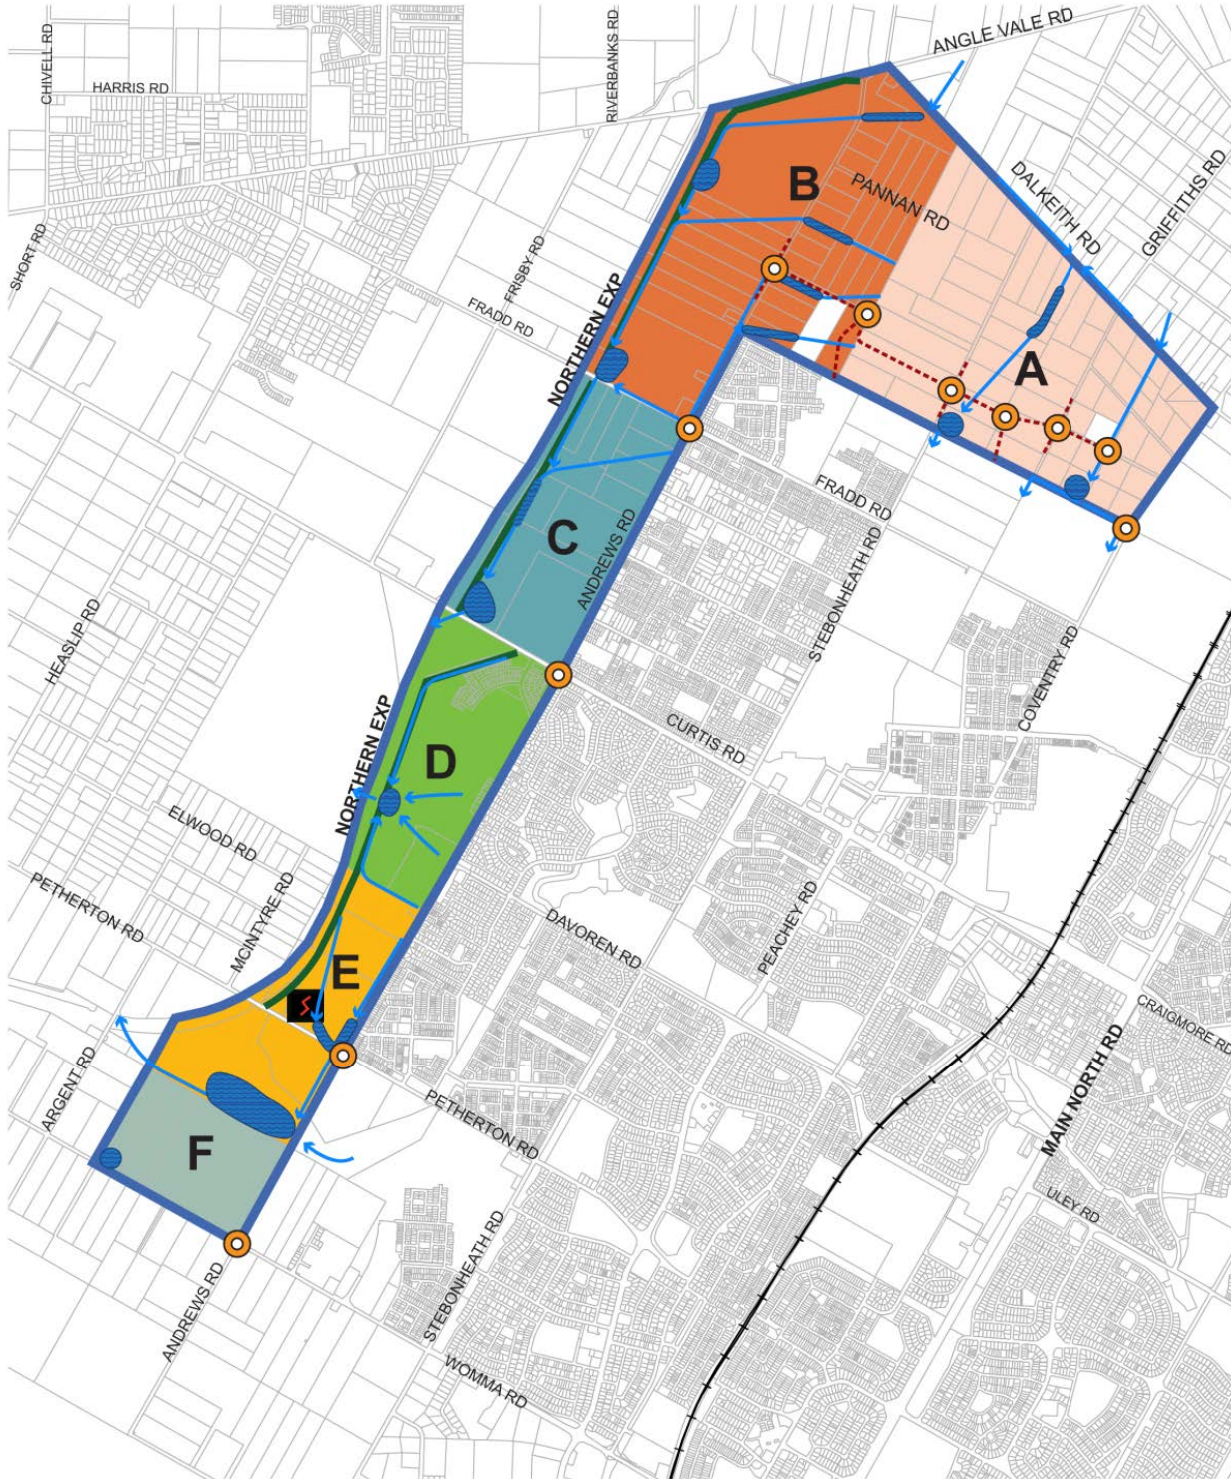 ANGLE VALE RD
CHIVELL RD
HARRIS RD
RIVERBANKS RD
DALKEITH RD
GRIFFITHS RD
B
PANNAN RD
SHORT RD
FRISBY RD
FRADD RD
NORTHERN EXP
A
FRADD RD
C
ANDREWS RD
STEBONHEATH RD
HEASLIP RD
COVENTRY RD
CURTIS RD
D
NORTHERN EXP
ELWOOD RD
PETHERTON RD
MCINTYRE RD
DAVOREN RD
PEACHEY RD
E
CRAIGMORE RD
ARGENT RD
PETHERTON RD
MAIN NORTH RD
F
ULEY RD
STEBONHEATH RD
ANDREWS RD
WOMMA RD